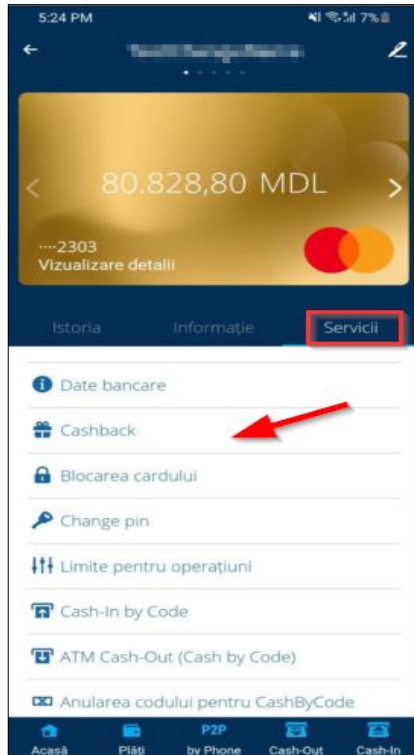 5:24 PM 7%
80.828,80 MDL
····2303
Vizualizare detalii
Istoria Informație Servicii
Date bancare
Cashback
Blocarea cardului
Change pin
Limite pentru operațiuni
Cash-In by Code
ATM Cash-Out (Cash by Code)
Anularea codului pentru CashByCode
P2P
Acasă Plăți by Phone Cash-Out Cash-In